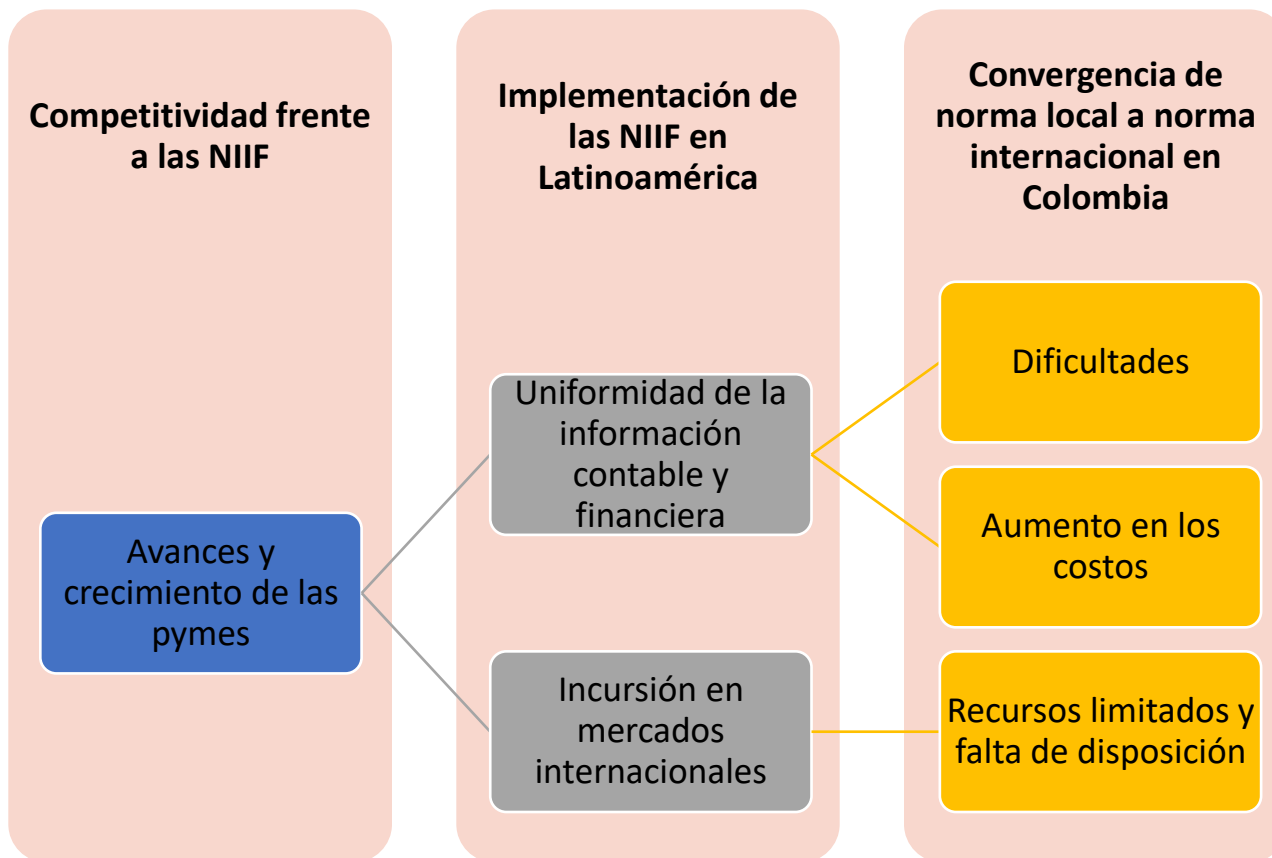 Competitividad frente
a las NIIF
Avances y
crecimiento de las
pymes
Implementación de
las NIIF en
Latinoamérica
Uniformidad de la
información
contable y
financiera
Incursión en
mercados
internacionales
Convergencia de
norma local a norma
internacional en
Colombia
Dificultades
Aumento en los
costos
Recursos limitados y
falta de disposición